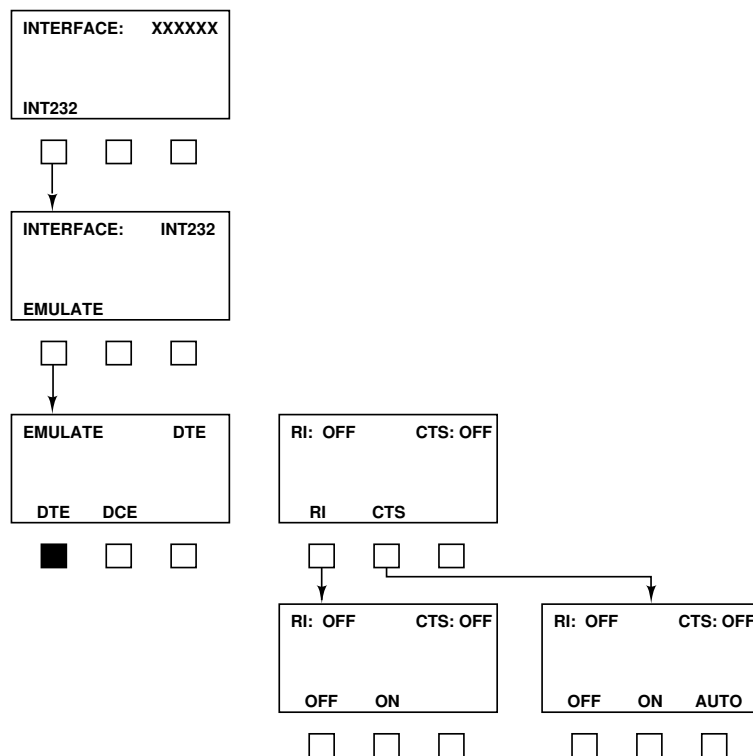 INTERFACE: XXXXXX
INT232
INTERFACE: INT232
EMULATE
EMULATE DTE
DTE DCE
RI: OFF CTS: OFF
RI CTS
RI: OFF CTS: OFF
OFF ON
RI: OFF CTS: OFF
OFF ON AUTO